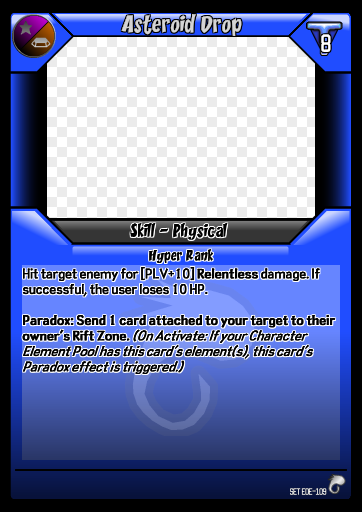 Asteroid Drop
8
Skill - Physical
Hyper Rank
Hit target enemy for [PLV+10] Relentless damage. If
successful, the user loses 10 HP.
Paradox: Send 1 card attached to your target to their
owner's Rift Zone. (On Activate: If your Character
Element Pool has this card's element(s), this card's
Paradox effect is triggered.)
SET EOE-109